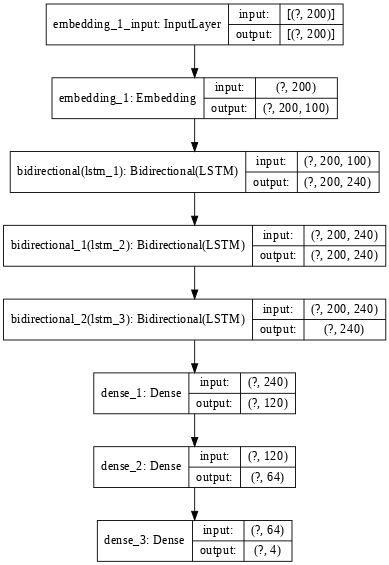 embedding_1_input: InputLayer
input: [(?, 200)]
output: [(?, 200)]
embedding_1: Embedding
input: (?, 200)
output: (?, 200, 100)
bidirectional(lstm_1): Bidirectional(LSTM)
input: (?, 200, 100)
output: (?, 200, 240)
bidirectional_1(lstm_2): Bidirectional(LSTM)
input: (?, 200, 240)
output: (?, 200, 240)
bidirectional_2(lstm_3): Bidirectional(LSTM)
input: (?, 200, 240)
output: (?, 240)
dense_1: Dense
input: (?, 240)
output: (?, 120)
dense_2: Dense
input: (?, 120)
output: (?, 64)
dense_3: Dense
input: (?, 64)
output: (?, 4)